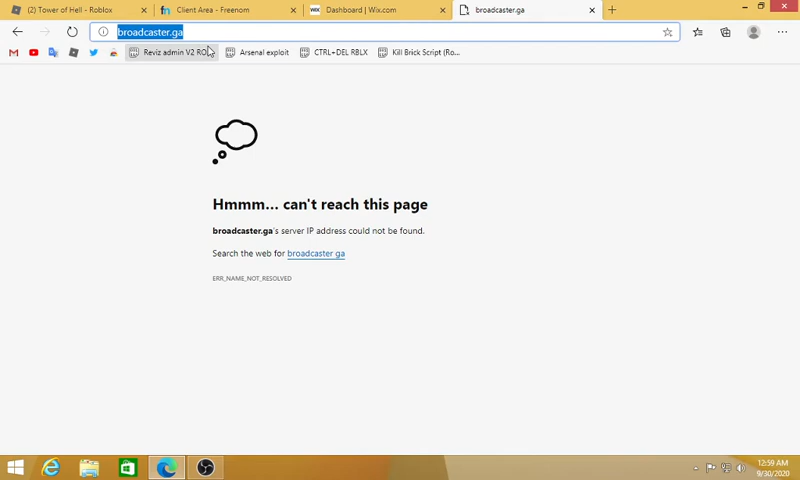 (2) Tower of Hell - Roblox
Client Area - Freenom
WIX Dashboard | Wix.com
broadcaster.ga
broadcaster.ga
Reviz admin V2 RO
Arsenal exploit
CTRL+DEL RBLX
Kill Brick Script (Ro...
Hmmm... can't reach this page
broadcaster.ga's server IP address could not be found.
Search the web for broadcaster ga
ERR_NAME_NOT_RESOLVED
12:59 AM
9/30/2020